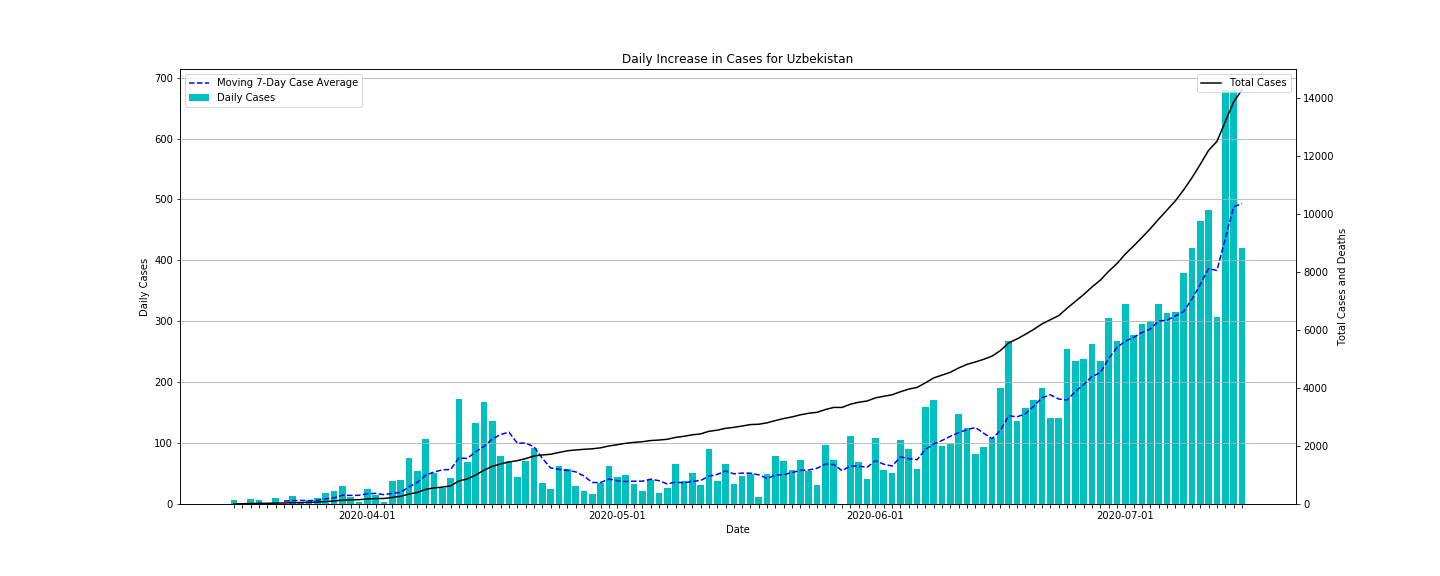 Daily Increase in Cases for Uzbekistan
Moving 7-Day Case Average
Daily Cases
Total Cases
700
600
500
400
300
200
100
0
Daily Cases
14000
12000
10000
8000
6000
4000
2000
0
Total Cases and Deaths
2020-04-01
2020-05-01
2020-06-01
2020-07-01
Date